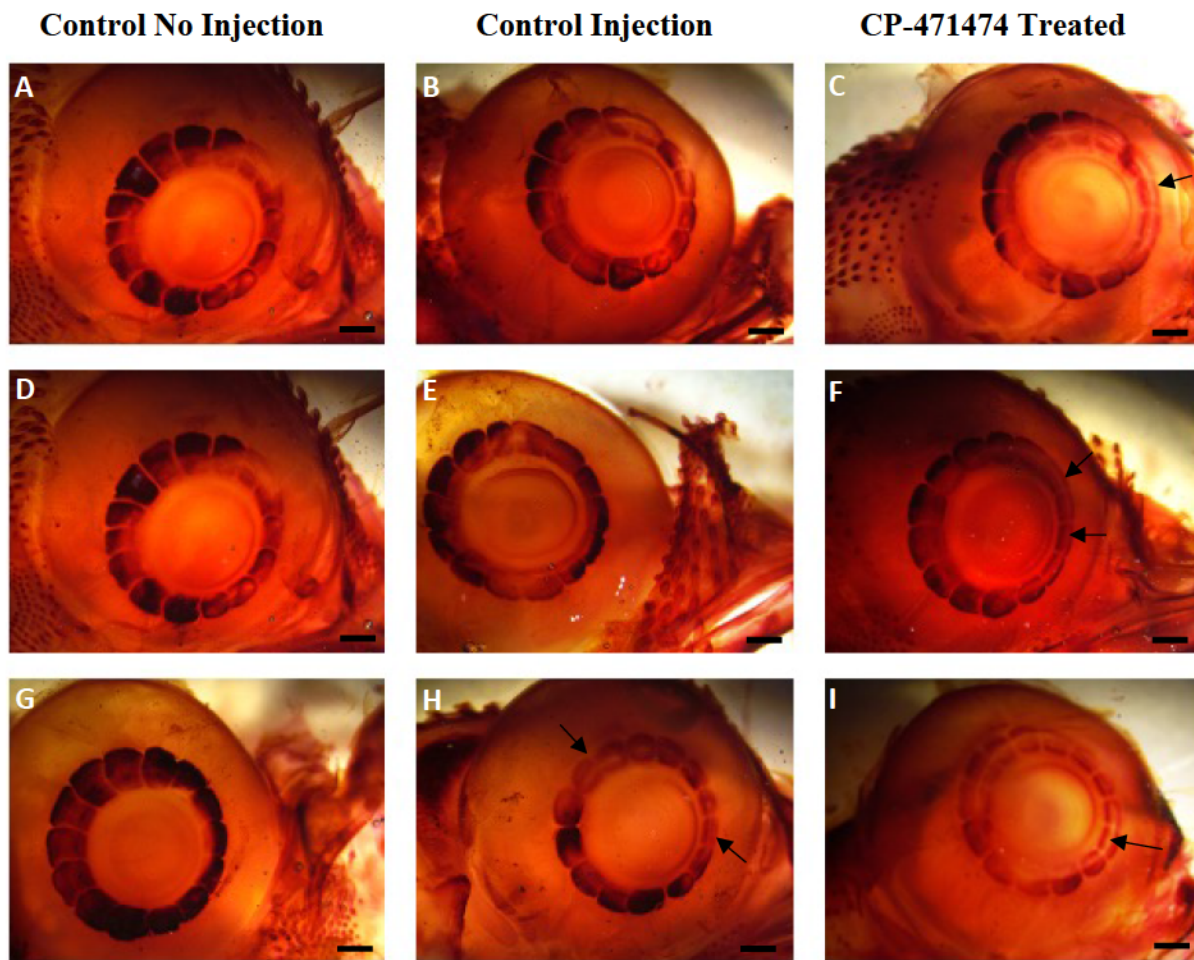 Control No Injection Control Injection CP-471474 Treated
A B C
D E F
G H I